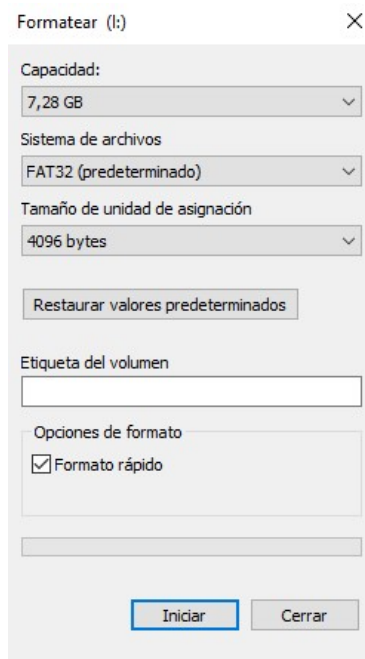 Formatear (I:)
Capacidad:
7,28 GB
Sistema de archivos
FAT32 (predeterminado)
Tamaño de unidad de asignación
4096 bytes
Restaurar valores predeterminados
Etiqueta del volumen
Opciones de formato
Formato rápido
Iniciar Cerrar